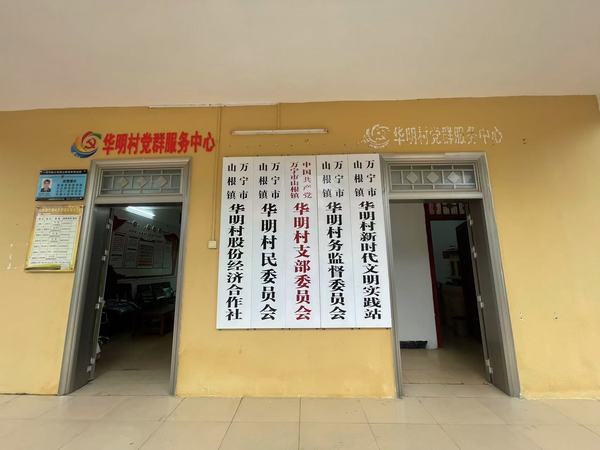 华明村党群服务中心
华明村党群服务中心
万宁市山根镇
华明村股份经济合作社
万宁市山根镇
华明村民委员会
中国共产党
万宁市山根镇
华明村支部委员会
万宁市山根镇
华明村务监督委员会
万宁市山根镇
华明村新时代文明实践站